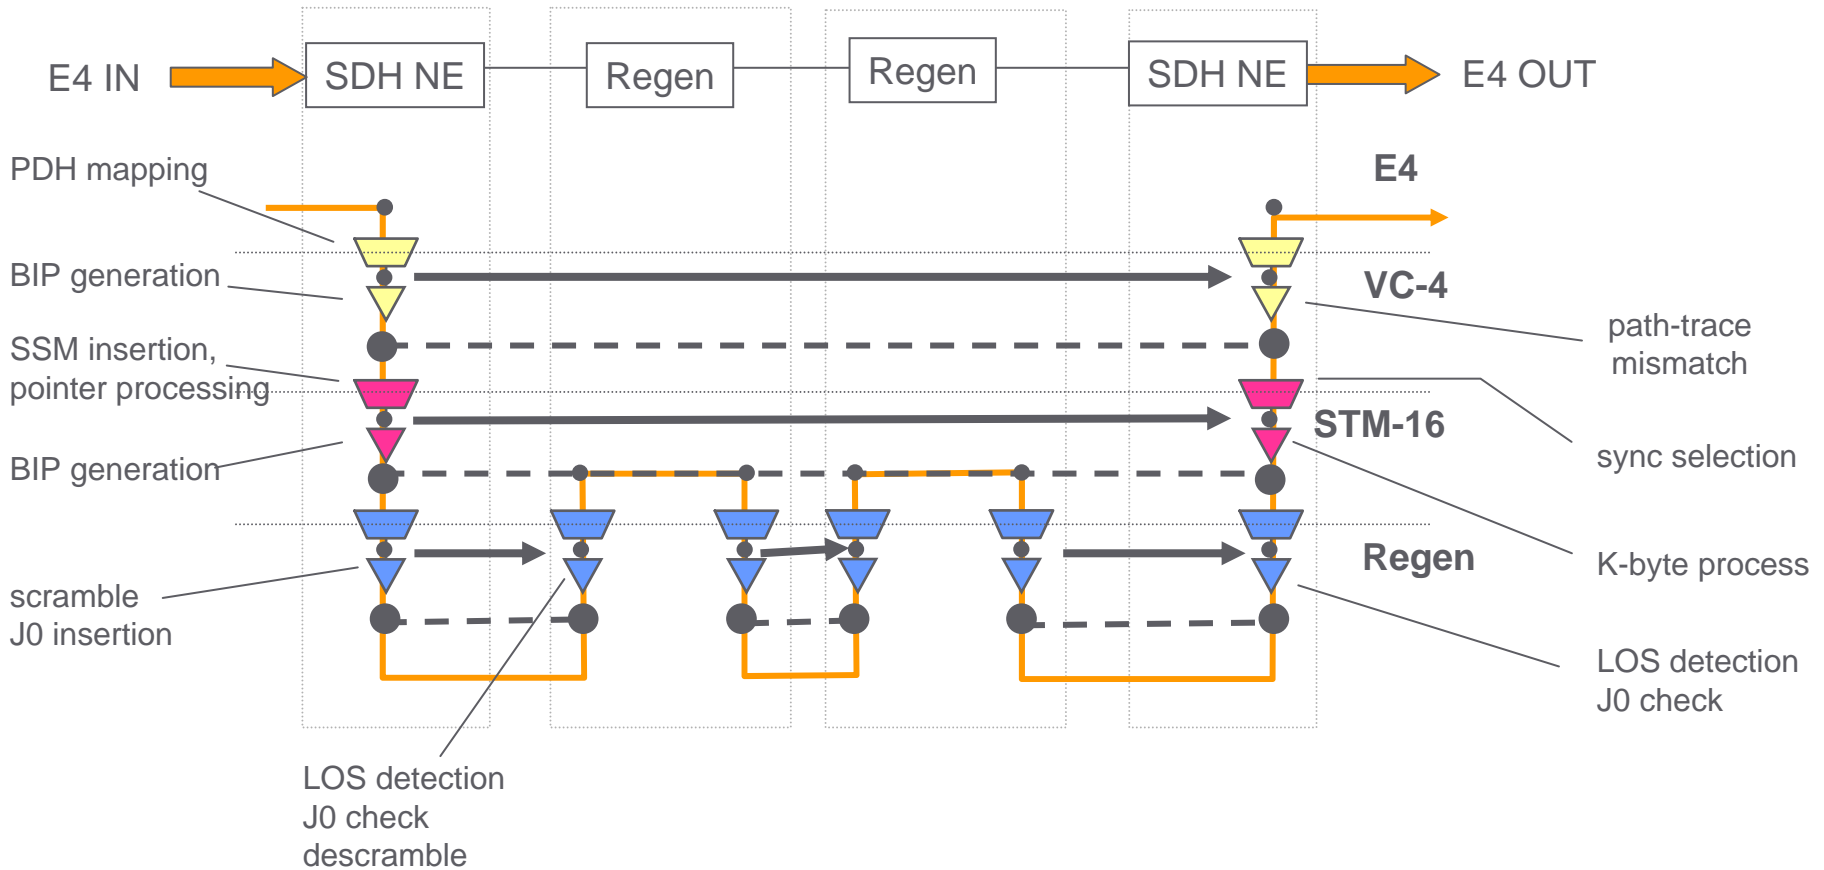 E4 IN
SDH NE
Regen
Regen
SDH NE
E4 OUT
PDH mapping
E4
BIP generation
VC-4
SSM insertion,
pointer processing
path-trace
mismatch
STM-16
BIP generation
sync selection
Regen
K-byte process
scramble
J0 insertion
LOS detection
J0 check
LOS detection
J0 check
descramble